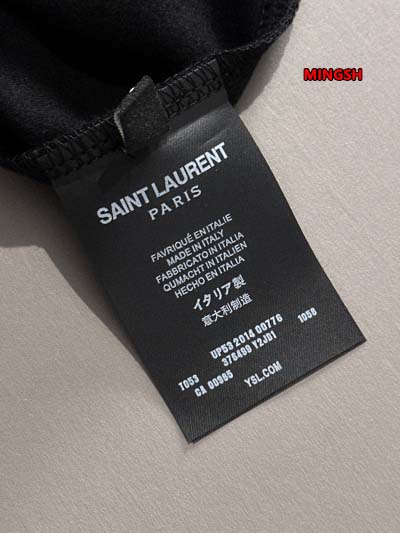 MINGSH
SAINT LAURENT
PARIS
FAVRIQUÉ EN ITALIE
MADE IN ITALY
FABBRICATO IN ITALIA
QUMACHT IN ITALIEN
HECHO EN ITALIA
イタリア製
意大利制造
UP53 2014 00776 1058
T053 376499 Y2JD1
CA 00995
YSL.COM